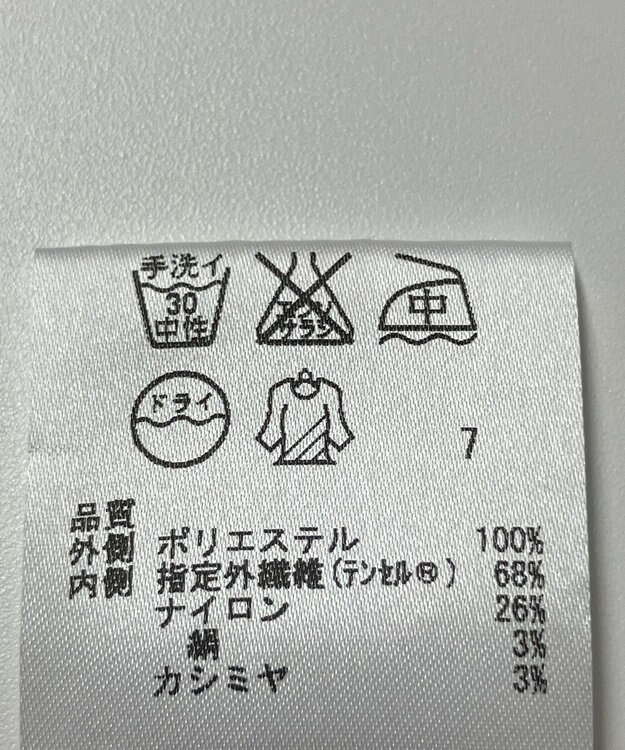 手洗イ
30
中性
エンソ
サラシ
中
ドライ
7
品質
外側 ポリエステル 100%
内側 指定外繊維(テンセル®) 68%
ナイロン 26%
絹 3%
カシミヤ 3%